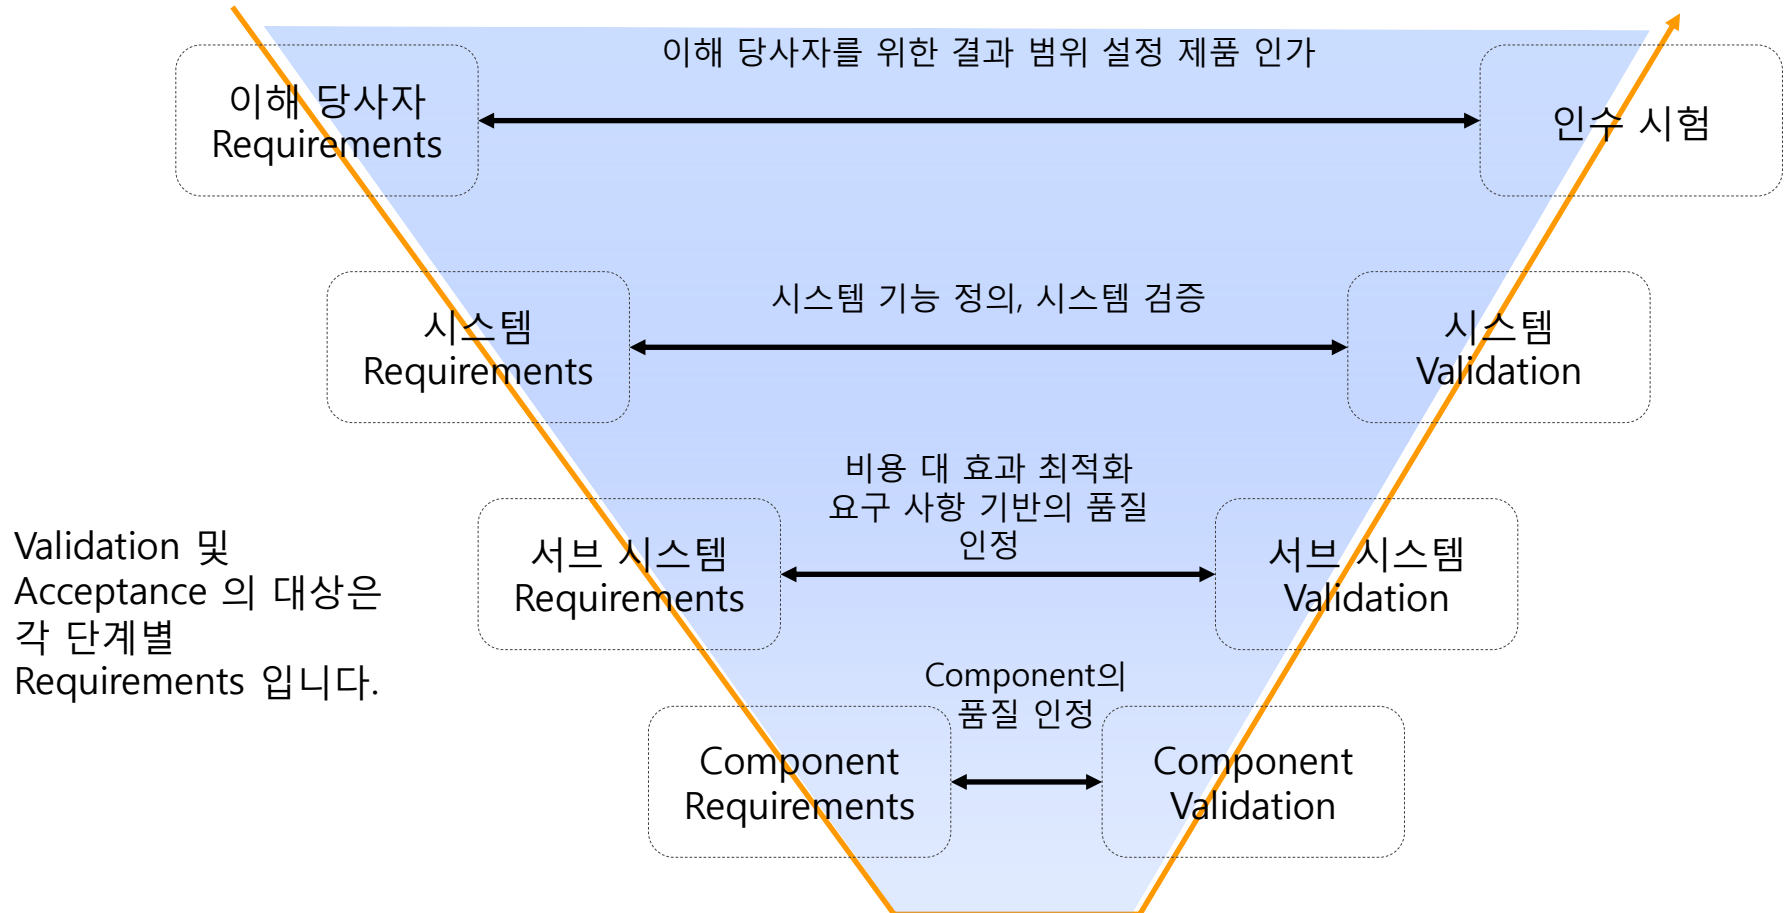 이해 당사자를 위한 결과 범위 설정 제품 인가
이해 당사자
Requirements
인수 시험
시스템 기능 정의, 시스템 검증
시스템
Requirements
시스템
Validation
비용 대 효과 최적화
요구 사항 기반의 품질
인정
서브 시스템
Requirements
서브 시스템
Validation
Validation 및
Acceptance 의 대상은
각 단계별
Requirements 입니다.
Component의
품질 인정
Component
Requirements
Component
Validation